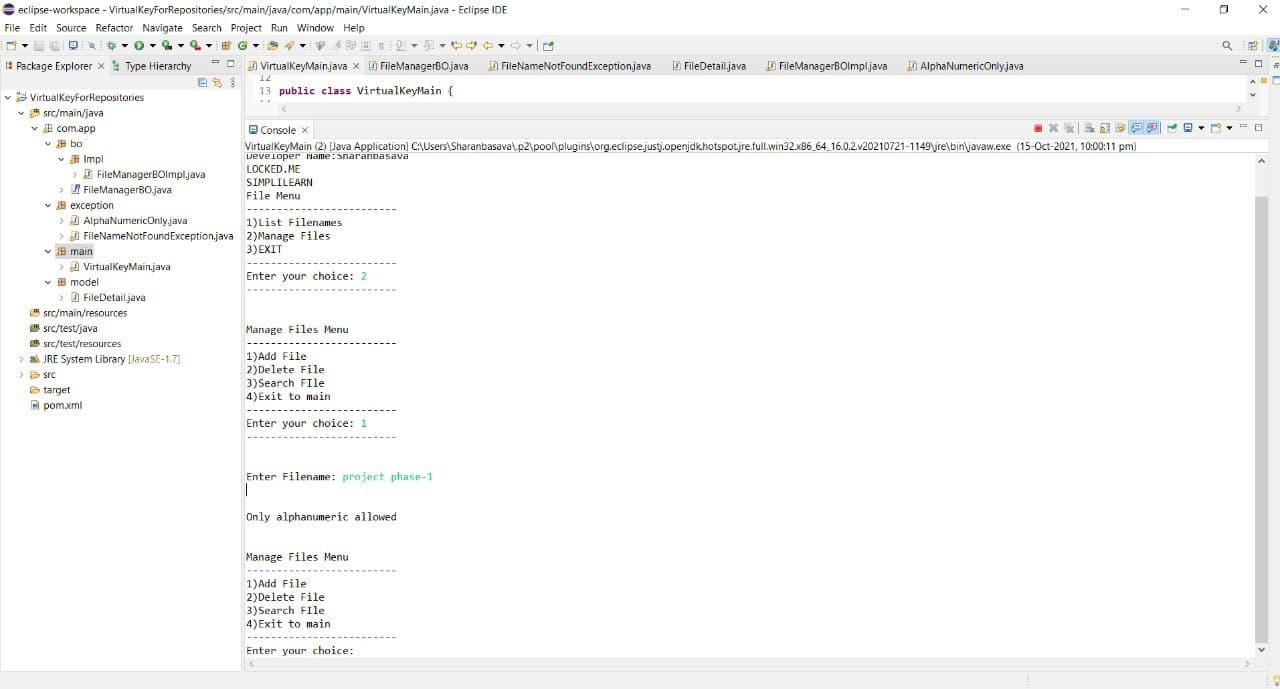 eclipse-workspace - VirtualKeyForRepositories/src/main/java/com/app/main/VirtualKeyMain.java - Eclipse IDE
File Edit Source Refactor Navigate Search Project Run Window Help
Package Explorer Type Hierarchy
VirtualKeyForRepositories
src/main/java
com.app
bo
Impl
FileManagerBOImpl.java
FileManagerBO.java
exception
AlphaNumericOnly.java
FileNameNotFoundException.java
main
VirtualKeyMain.java
model
FileDetail.java
src/main/resources
src/test/java
src/test/resources
JRE System Library [JavaSE-1.7]
src
target
pom.xml
VirtualKeyMain.java FileManagerBO.java FileNameNotFoundException.java FileDetail.java FileManagerBOImpl.java AlphaNumericOnly.java
12
13 public class VirtualKeyMain {
Console
VirtualKeyMain (2) [Java Application] C:\Users\Sharanbasava\.p2\pool\plugins\org.eclipse.justj.openjdk.hotspot.jre.full.win32.x86_64_16.0.2.v20210721-1149\jre\bin\javaw.exe (15-Oct-2021, 10:00:11 pm)
Developer Name:Sharanbasava
LOCKED.ME
SIMPLILEARN
File Menu
-------------------------
1)List Filenames
2)Manage Files
3)EXIT
-------------------------
Enter your choice: 2
-------------------------
Manage Files Menu
-------------------------
1)Add File
2)Delete File
3)Search FIle
4)Exit to main
-------------------------
Enter your choice: 1
-------------------------
Enter Filename: project phase-1
Only alphanumeric allowed
Manage Files Menu
-------------------------
1)Add File
2)Delete File
3)Search FIle
4)Exit to main
-------------------------
Enter your choice: